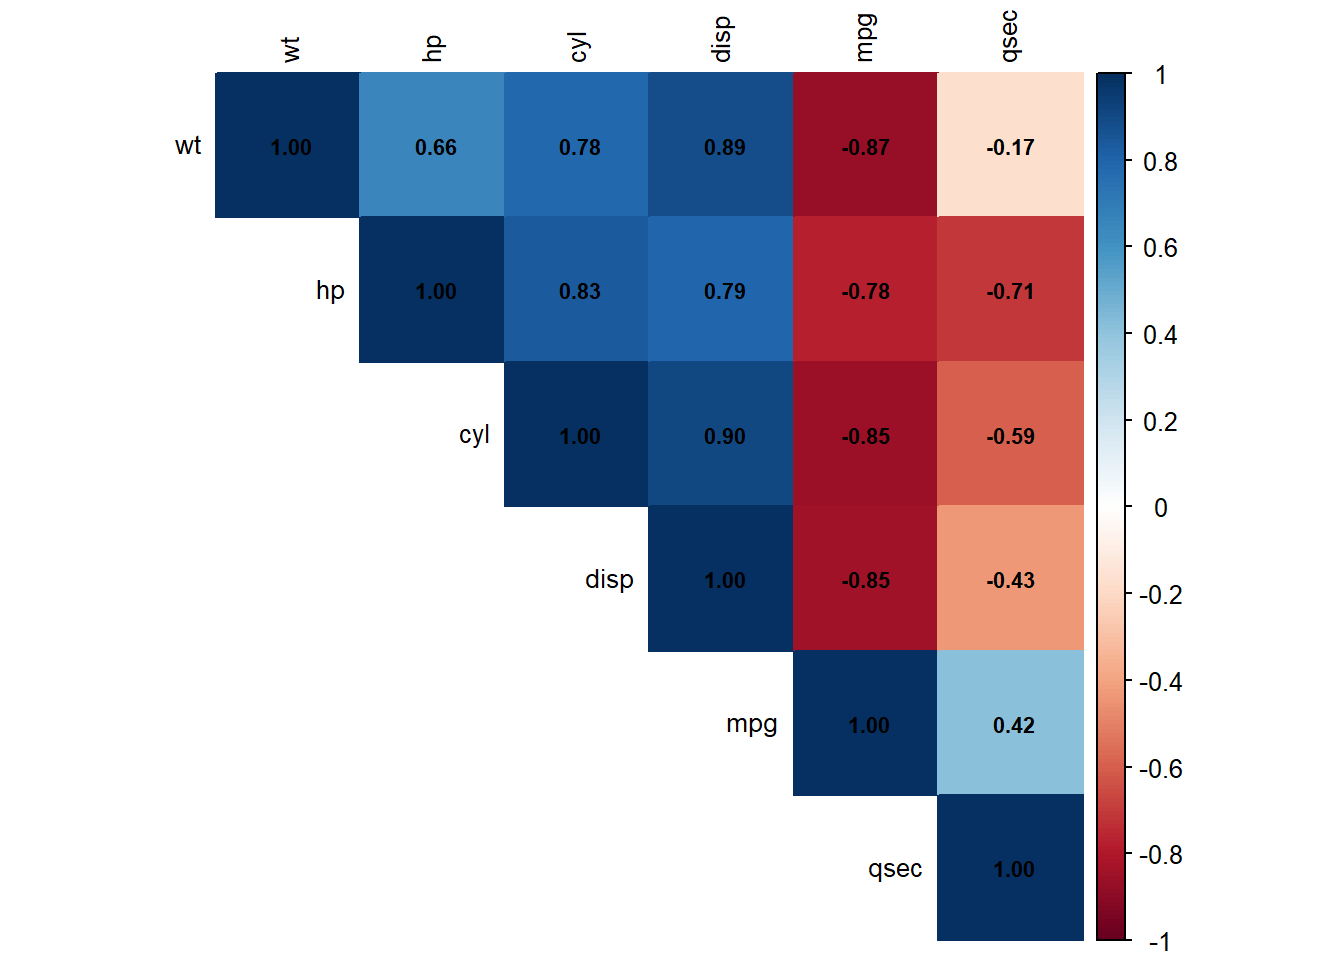 wt hp cyl disp mpg qsec
1
wt 1.00 0.66 0.78 0.89 -0.87 -0.17
0.8
0.6
hp 1.00 0.83 0.79 -0.78 -0.71
0.4
0.2
cyl 1.00 0.90 -0.85 -0.59
0
disp 1.00 -0.85 -0.43
-0.2
-0.4
mpg 1.00 0.42
-0.6
-0.8
qsec 1.00
-1